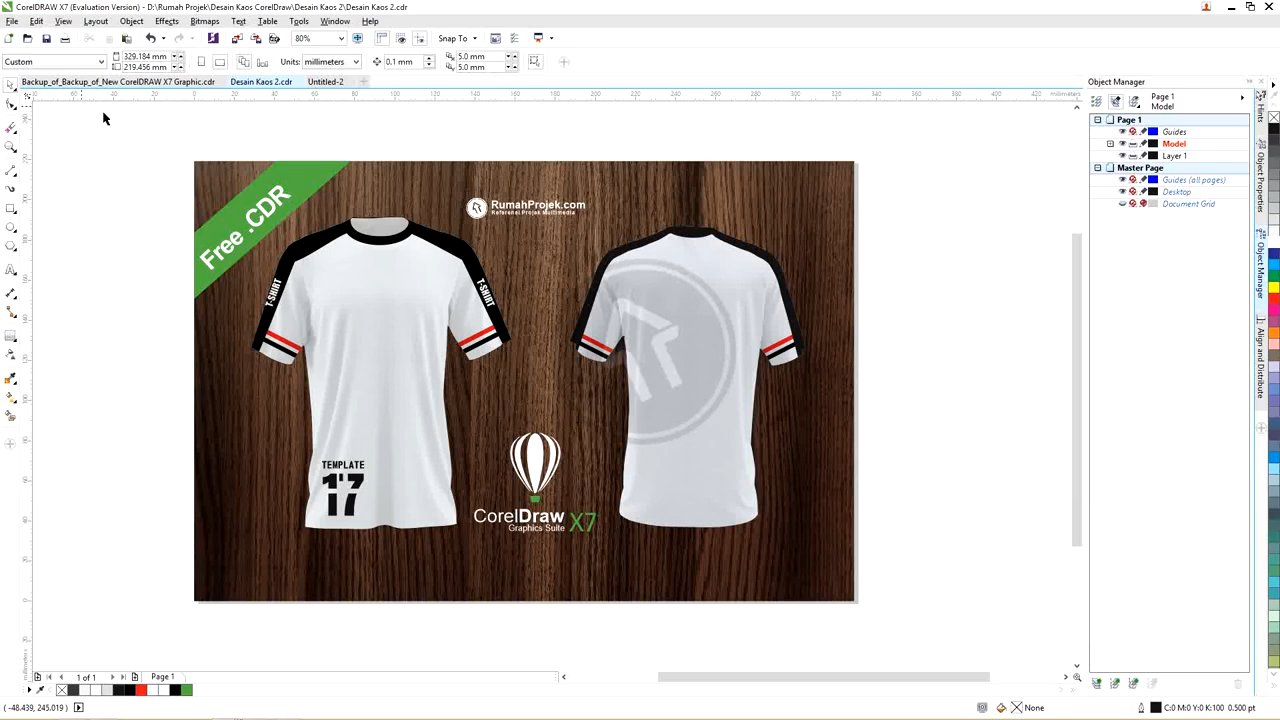 CorelDRAW X7 (Evaluation Version) - D:\Rumah Projek\Desain Kaos CorelDraw\Desain Kaos 2\Desain Kaos 2.cdr
File Edit View Layout Object Effects Bitmaps Text Table Tools Window Help
80% Snap To
Custom 329.184 mm 219.456 mm Units: millimeters 0.1 mm 5.0 mm 5.0 mm
Backup_of_Backup_of_New CorelDRAW X7 Graphic.cdr Desain Kaos 2.cdr Untitled-2
millimeters
Free .CDR
RumahProjek.com
Referensi Projek Multimedia
T-SHIRT T-SHIRT
TEMPLATE
17
CorelDraw
Graphics Suite X7
Object Manager
Page 1
Model
Page 1
Guides
Model
Layer 1
Master Page
Guides (all pages)
Desktop
Document Grid
Hints
Object Properties
Object Manager
Align and Distribute
1 of 1 Page 1
(-48.439, 245.019) None C:0 M:0 Y:0 K:100 0.500 pt